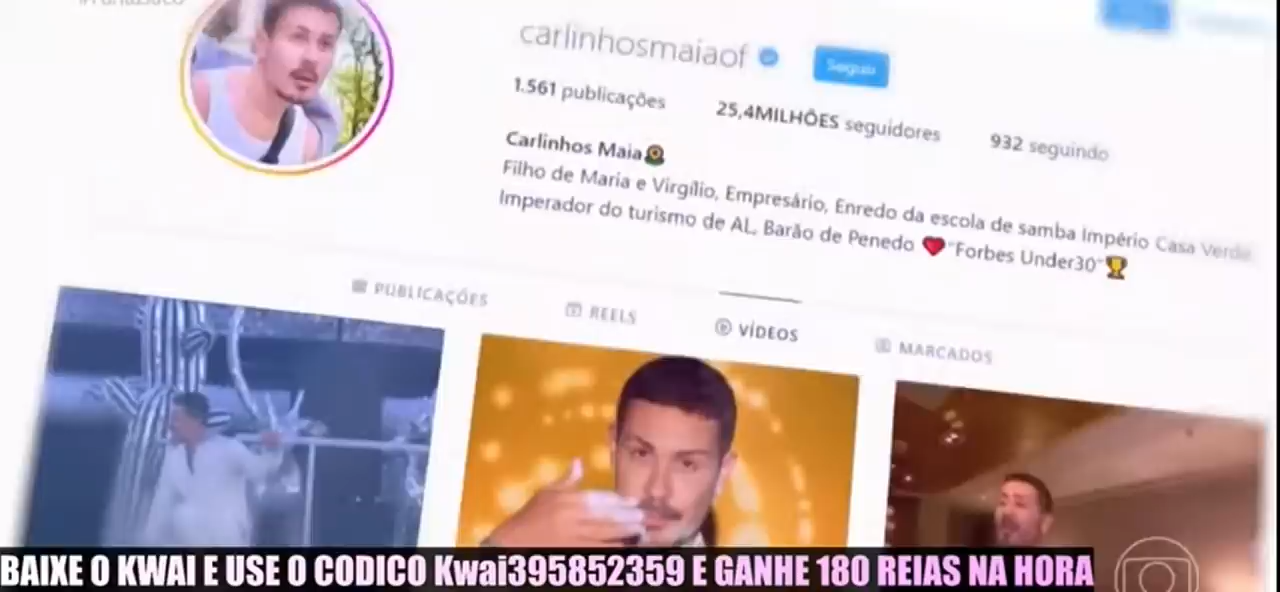 carlinhosmaiaof
Seguir
1.561 publicações 25,4MILHÕES seguidores 932 seguindo
Carlinhos Maia
Filho de Maria e Virgílio, Empresário, Enredo da escola de samba Império Casa Verde,
Imperador do turismo de AL, Barão de Penedo ❤️"Forbes Under30"🏆
PUBLICAÇÕES REELS VÍDEOS MARCADOS
BAIXE O KWAI E USE O CODICO Kwai395852359 E GANHE 180 REIAS NA HORA